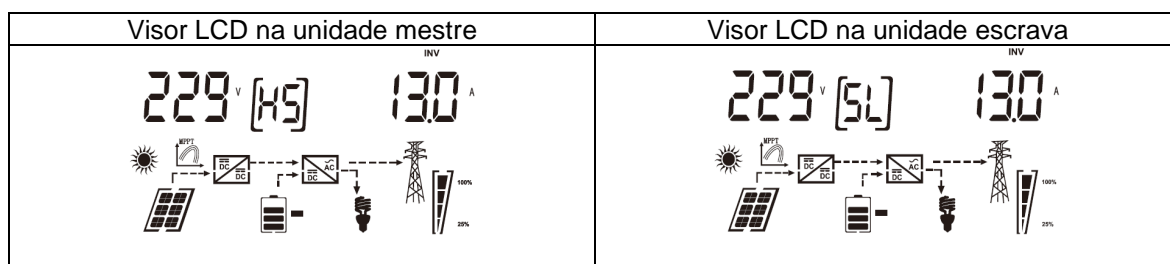 Visor LCD na unidade mestre
Visor LCD na unidade escrava
INV
229 V [HS] 13.0 A
MPPT
DC
DC
AC
DC
100%
25%
INV
229 V [SL] 13.0 A
MPPT
DC
DC
AC
DC
100%
25%